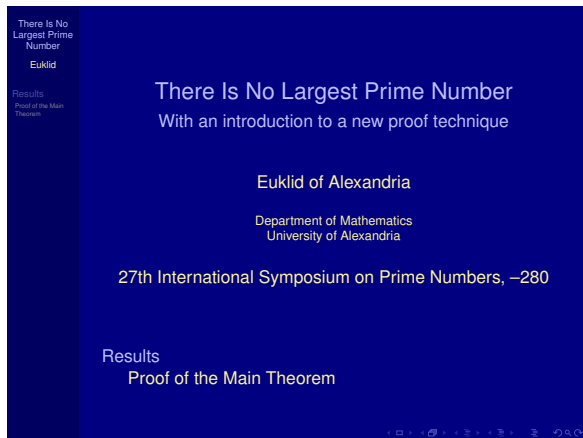 There Is No
Largest Prime
Number
Euklid
Results
Proof of the Main
Theorem
There Is No Largest Prime Number
With an introduction to a new proof technique
Euklid of Alexandria
Department of Mathematics
University of Alexandria
27th International Symposium on Prime Numbers, –280
Results
Proof of the Main Theorem